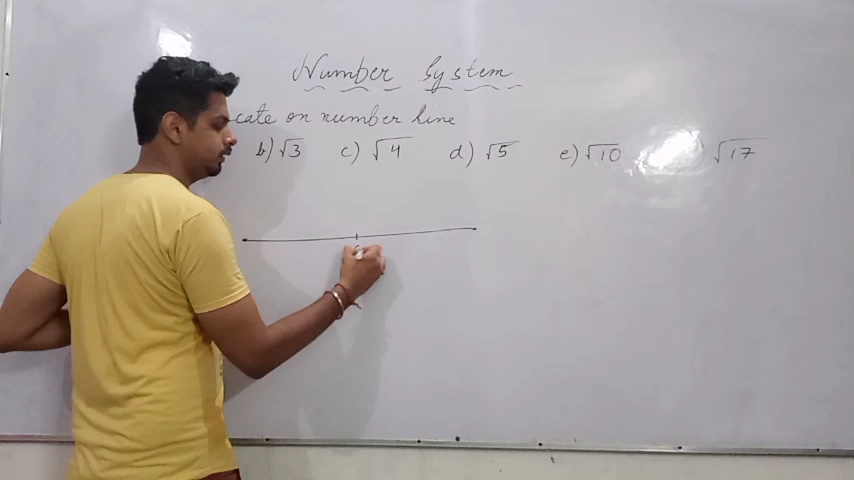 Number System
cate on number line
b) √3 c) √4 d) √5 e) √10 ) √17